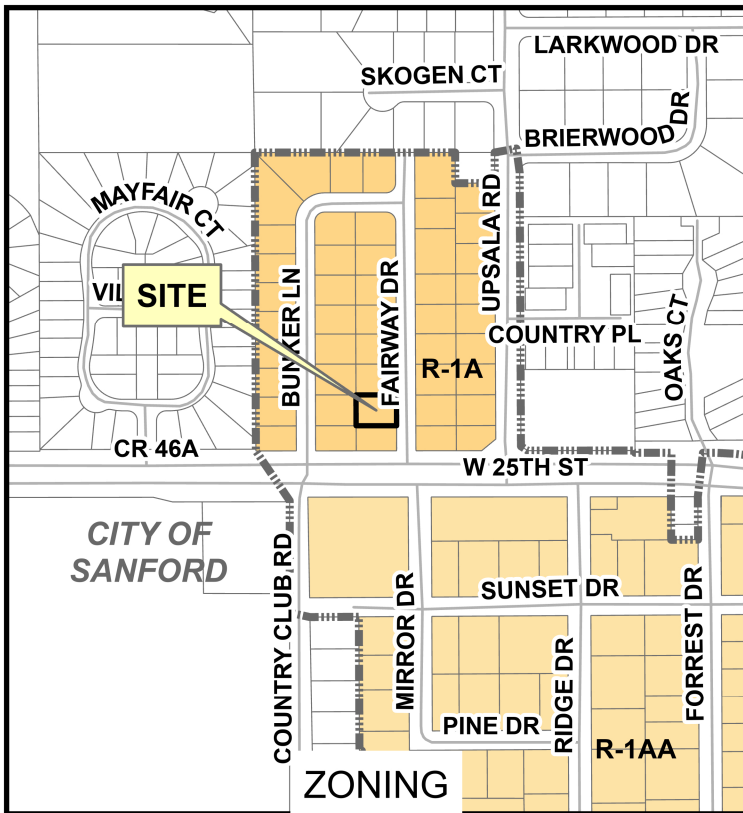 LARKWOOD DR
SKOGEN CT
BRIERWOOD DR
MAYFAIR CT
UPSALA RD
VIL
SITE
BUNKER LN
FAIRWAY DR
COUNTRY PL
OAKS CT
R-1A
CR 46A
W 25TH ST
CITY OF
SANFORD
COUNTRY CLUB RD
MIRROR DR
SUNSET DR
RIDGE DR
FORREST DR
PINE DR
R-1AA
ZONING